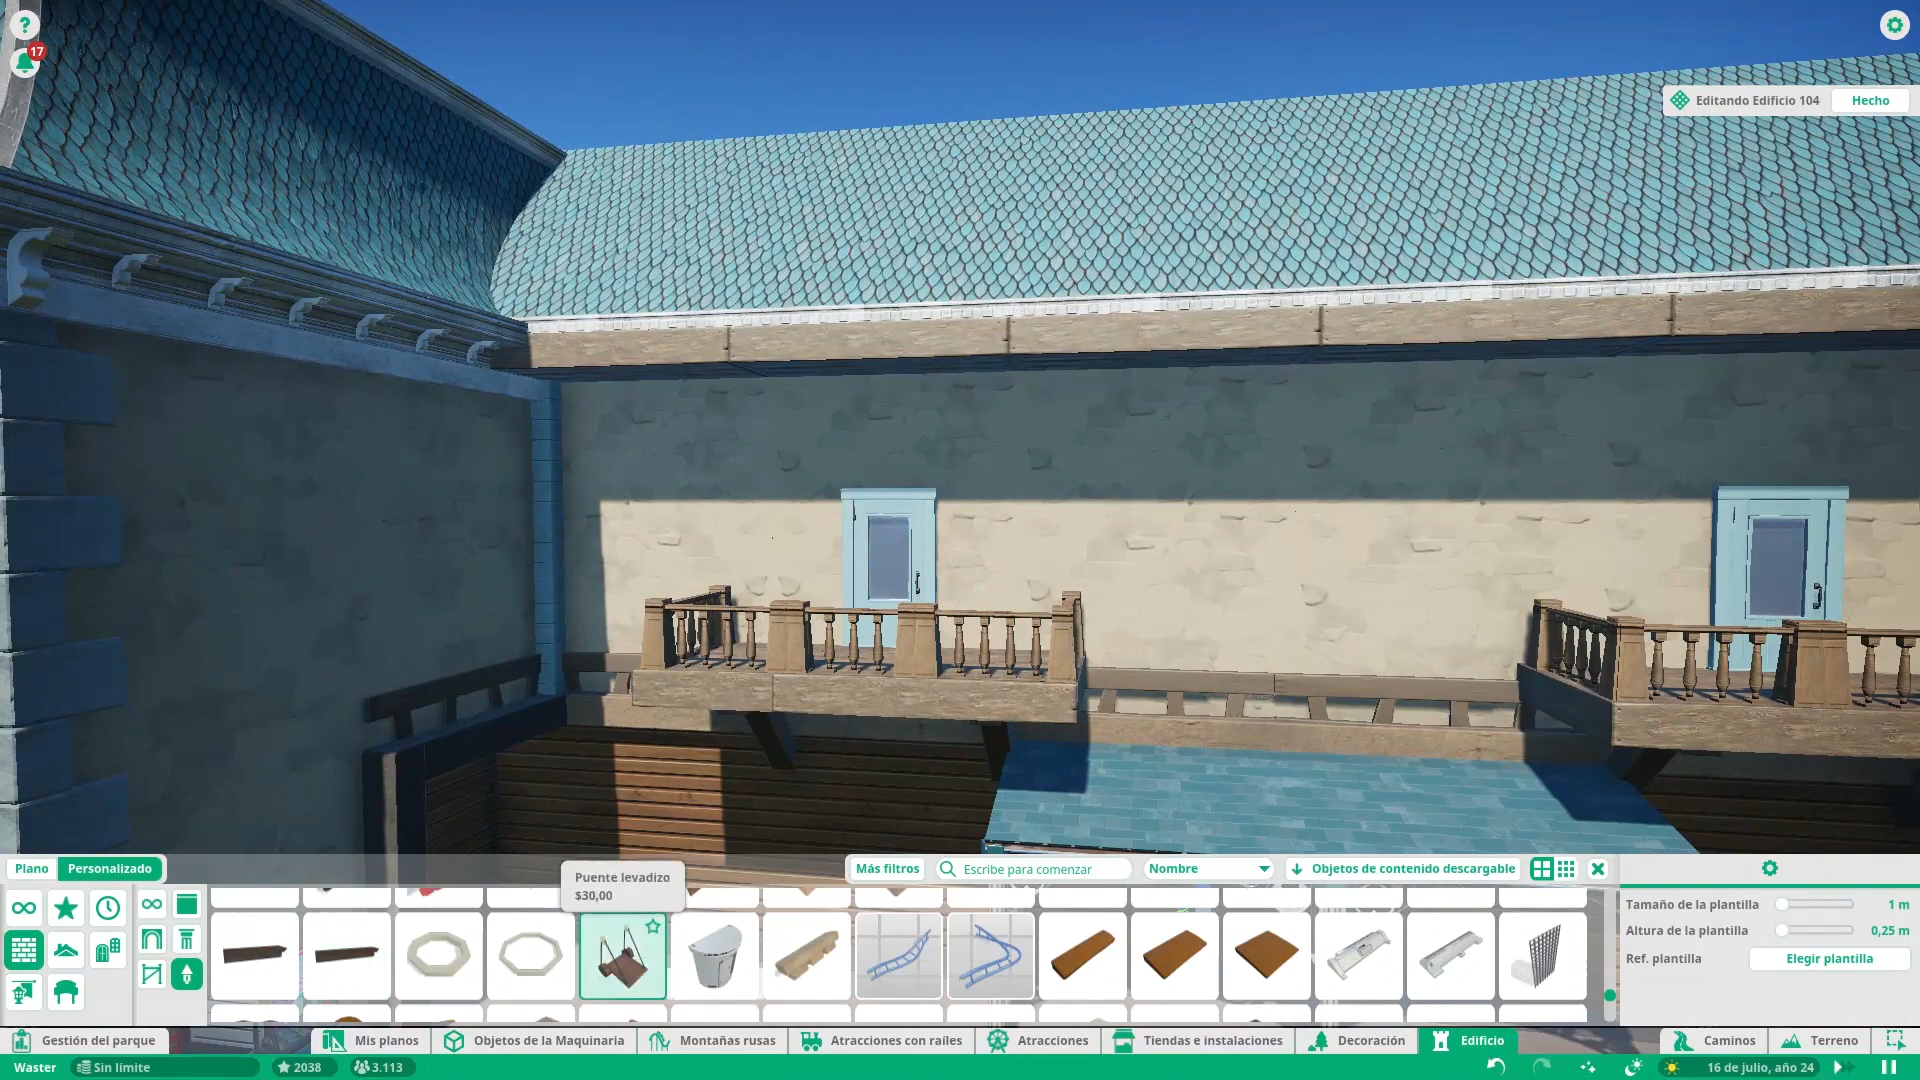 ?
17
Editando Edificio 104
Hecho
Puente levadizo
$30,00
Plano
Personalizado
Más filtros
Escribe para comenzar
Nombre
Objetos de contenido descargable
Tamaño de la plantilla
1 m
Altura de la plantilla
0,25 m
Ref. plantilla
Elegir plantilla
Gestión del parque
Mis planos
Objetos de la Maquinaria
Montañas rusas
Atracciones con raíles
Atracciones
Tiendas e instalaciones
Decoración
Edificio
Caminos
Terreno
Waster
Sin límite
2038
3.113
16 de julio, año 24